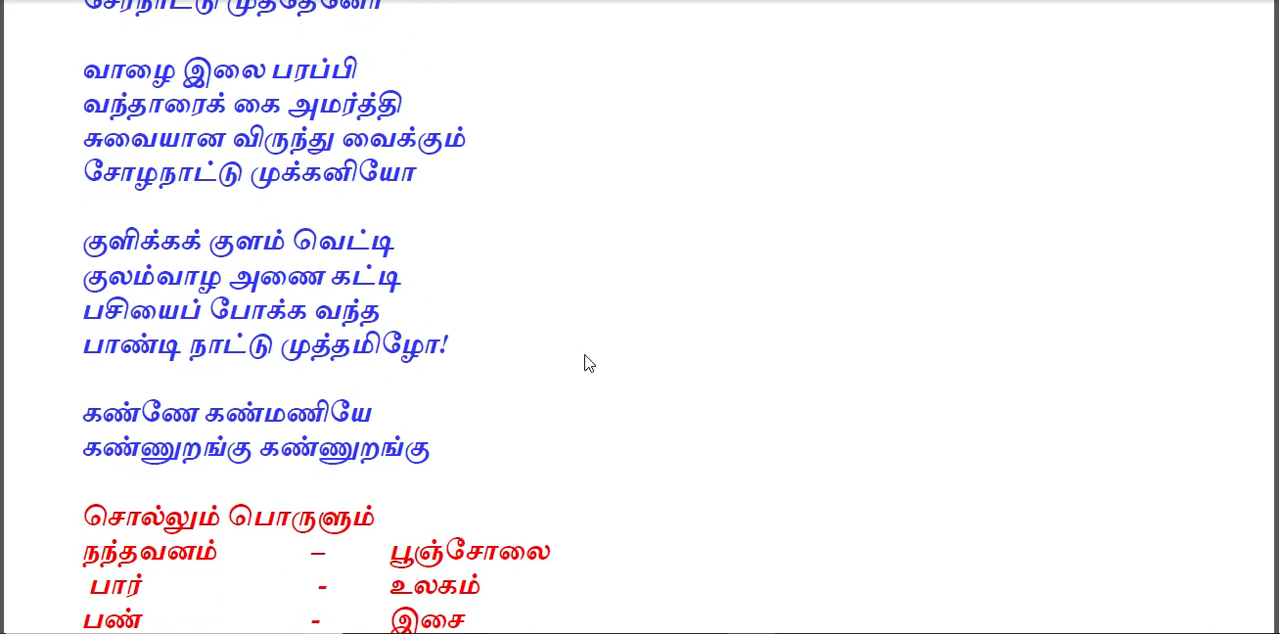 சேரநாட்டு முத்தேனோ
வாழை இலை பரப்பி
வந்தாரைக் கை அமர்த்தி
சுவையான விருந்து வைக்கும்
சோழநாட்டு முக்கனியோ
குளிக்கக் குளம் வெட்டி
குலம்வாழ அணை கட்டி
பசியைப் போக்க வந்த
பாண்டி நாட்டு முத்தமிழோ!
கண்ணே கண்மணியே
கண்ணுறங்கு கண்ணுறங்கு
சொல்லும் பொருளும்
நந்தவனம் – பூஞ்சோலை
பார் - உலகம்
பண் - இசை